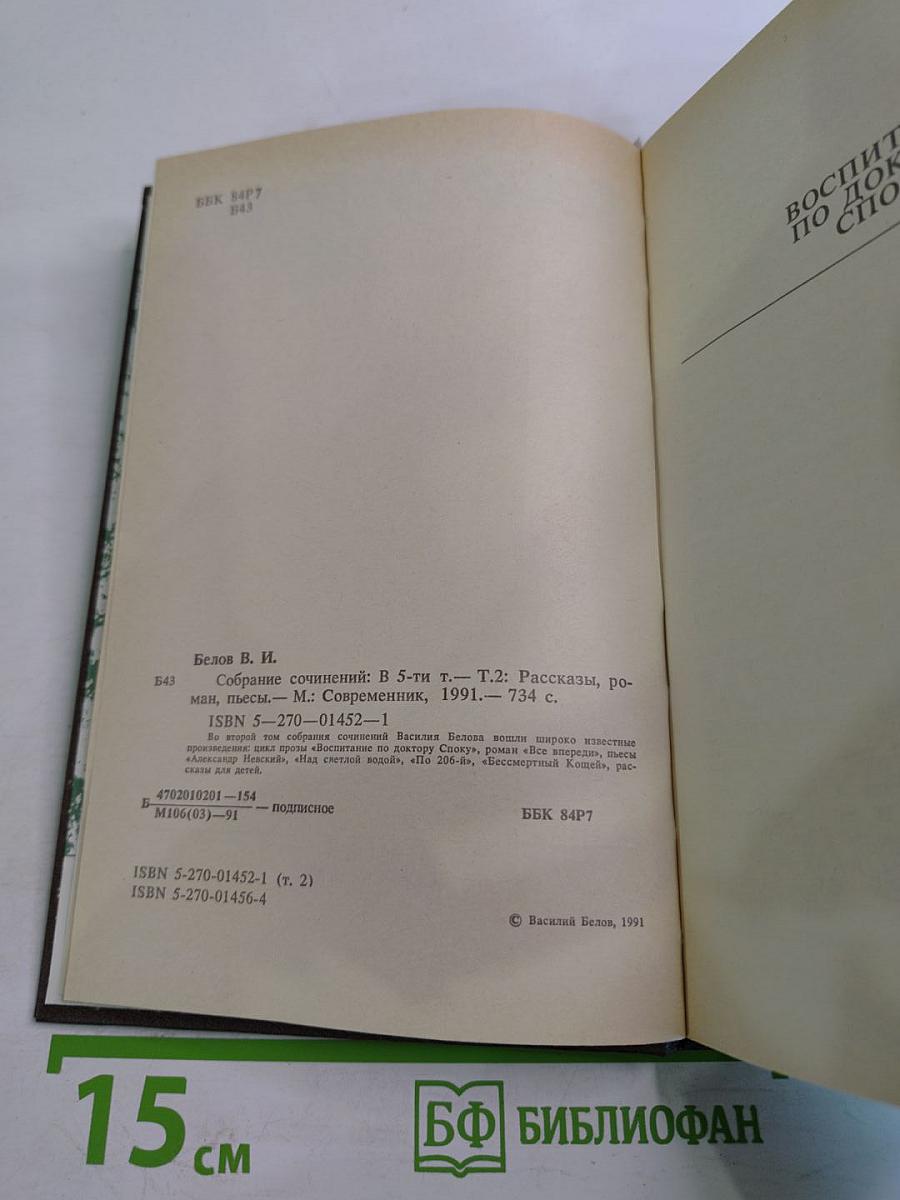 ББК 84Р7
Б43
Белов В. И.
Б43 Собрание сочинений: В 5-ти т.— Т.2: Рассказы, ро-
ман, пьесы.— М.: Современник, 1991.— 734 с.
ISBN 5—270—01452—1
Во второй том собрания сочинений Василия Белова вошли широко известные
произведения: цикл прозы «Воспитание по доктору Споку», роман «Все впереди», пьесы
«Александр Невский», «Над светлой водой», «По 206-й», «Бессмертный Кощей», рас-
сказы для детей.
Б 4702010201—154
М106(03)—91 — подписное
ББК 84Р7
ISBN 5-270-01452-1 (т. 2)
ISBN 5-270-01456-4
© Василий Белов, 1991
ВОСПИТ
ПО ДОК
СПО
15 см
БФ БИБЛИОФАН